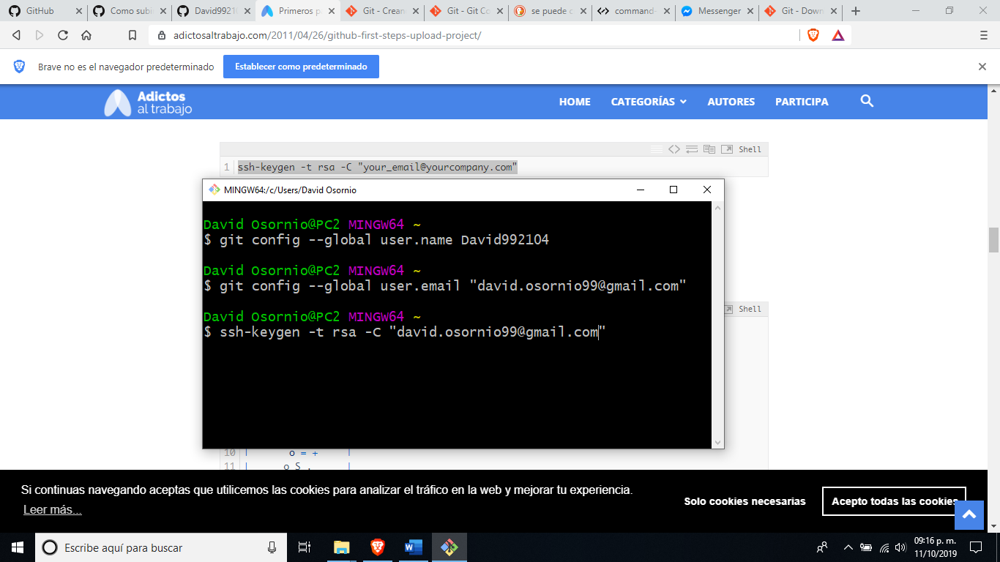 GitHub
Como subi
David9921
Primeros p
Git - Crean
Git - Git Co
se puede c
command-
Messenger
Git - Down
adictosaltrabajo.com/2011/04/26/github-first-steps-upload-project/
Brave no es el navegador predeterminado
Establecer como predeterminado
Adictos
al trabajo
HOME
CATEGORÍAS
AUTORES
PARTICIPA
Shell
1 ssh-keygen -t rsa -C "your_email@yourcompany.com"
MINGW64:/c/Users/David Osornio
David Osornio@PC2 MINGW64 ~
$ git config --global user.name David992104
David Osornio@PC2 MINGW64 ~
$ git config --global user.email "david.osornio99@gmail.com"
David Osornio@PC2 MINGW64 ~
$ ssh-keygen -t rsa -C "david.osornio99@gmail.com"
Shell
10 | o = + |
11 | o S . |
Si continuas navegando aceptas que utilicemos las cookies para analizar el tráfico en la web y mejorar tu experiencia.
Leer más...
Solo cookies necesarias
Acepto todas las cookies
Escribe aquí para buscar
09:16 p. m.
11/10/2019